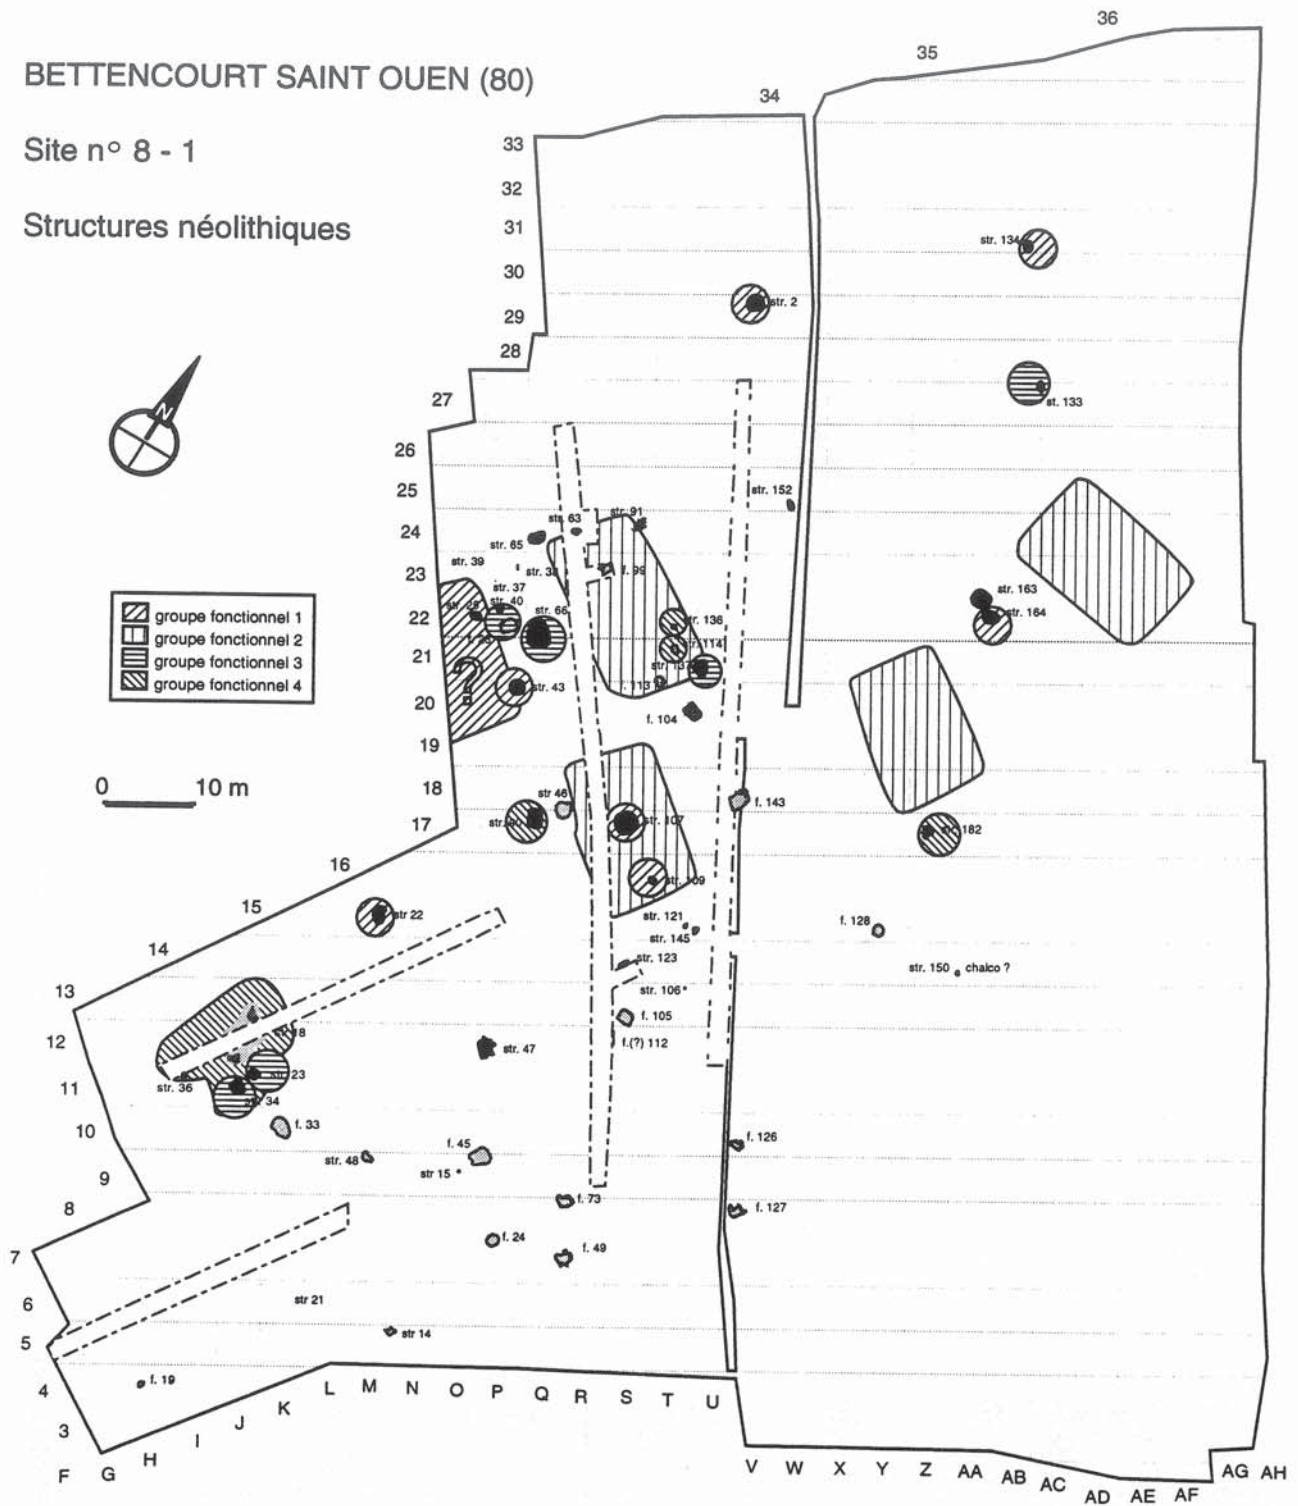 BETTENCOURT SAINT OUEN (80)
Site n° 8 - 1
Structures néolithiques
36
35
34
33
32
31
30
29
28
27
26
25
24
23
22
21
20
19
18
17
16
15
14
13
12
11
10
9
8
7
6
5
4
3
N
groupe fonctionnel 1
groupe fonctionnel 2
groupe fonctionnel 3
groupe fonctionnel 4
0 10 m
str. 134
str. 2
st. 133
str. 152
str. 91
str. 63
str. 65
str. 39
f. 99
str. 37
str. 40
str. 66
str. 163
str. 164
?
str. 43
113
f. 104
str 46
f. 143
str. 107
182
str. 109
str 22
str. 121
str. 145
f. 128
str. 123
str. 150 chalco ?
str. 106
f. 105
f.(?) 112
str. 47
str. 36
str. 23
34
f. 33
f. 45
f. 126
str. 48
str 15
f. 73
f. 127
f. 24
f. 49
str 21
str 14
f. 19
F G H I J K L M N O P Q R S T U
V W X Y Z AA AB AC AD AE AF AG AH